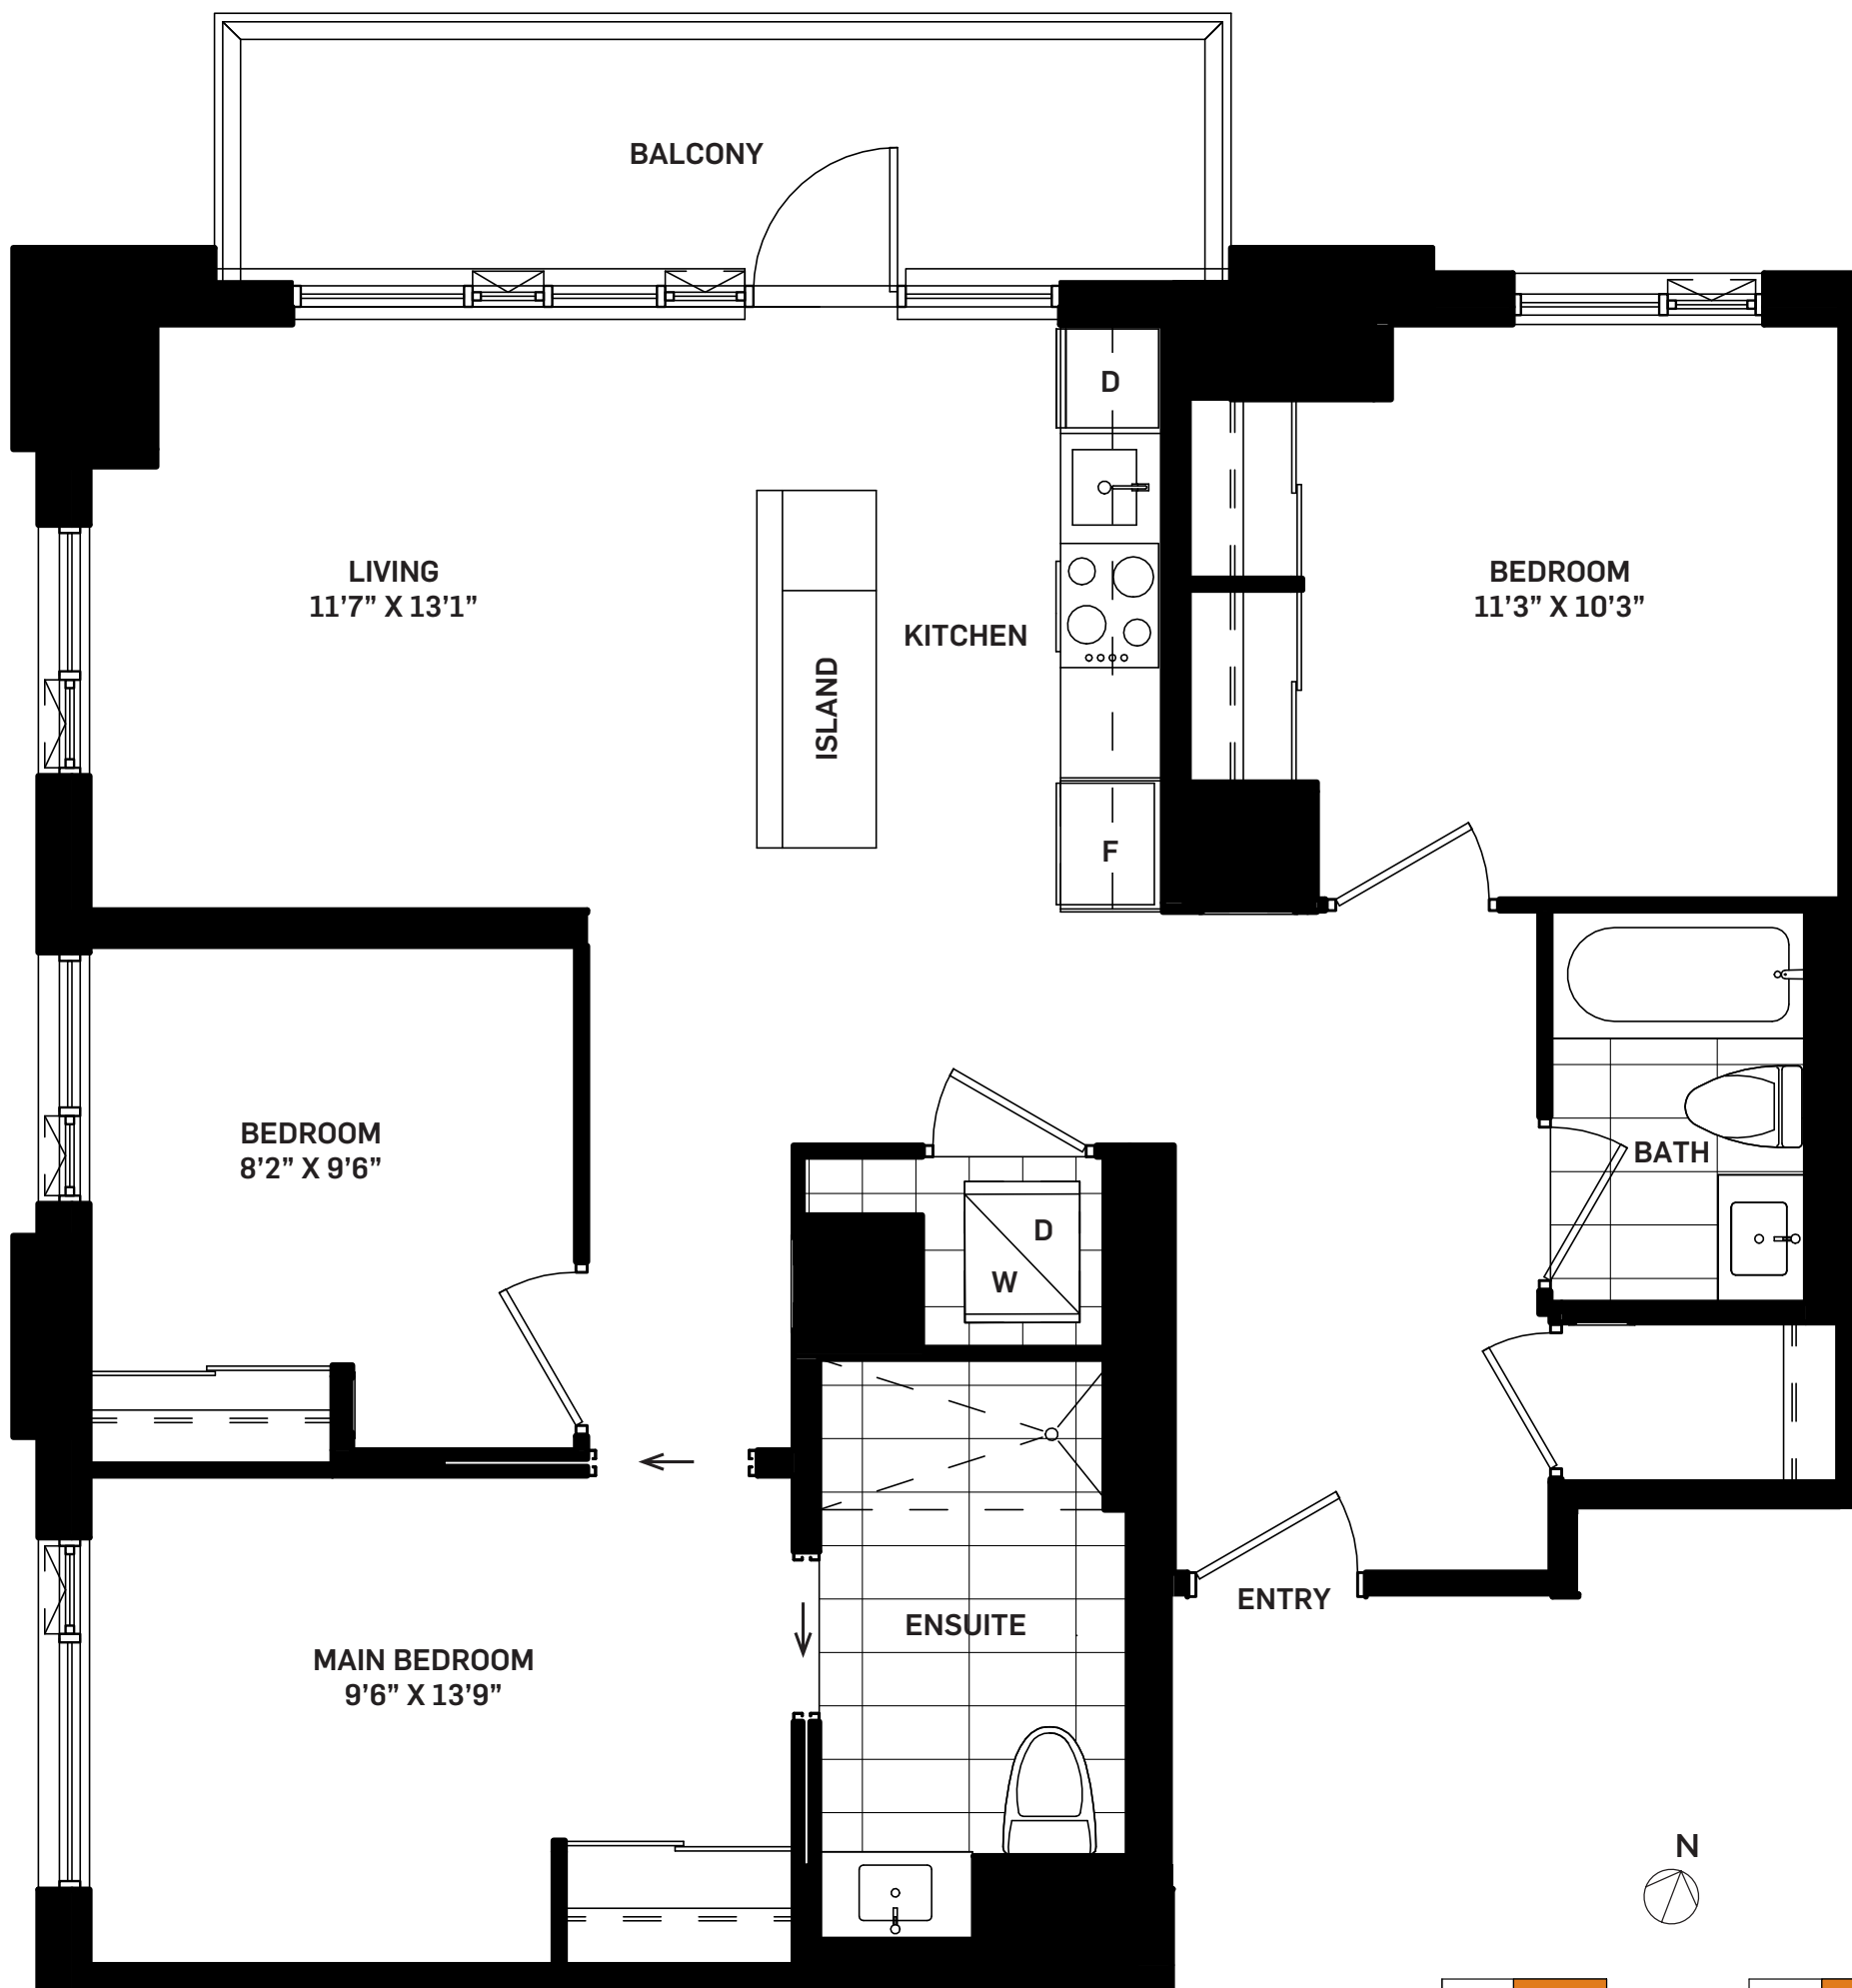 BALCONY
D
LIVING
11’7” X 13’1”
BEDROOM
11’3” X 10’3”
KITCHEN
ISLAND
F
BEDROOM
8’2” X 9’6”
BATH
D
W
ENTRY
ENSUITE
MAIN BEDROOM
9’6” X 13’9”
N